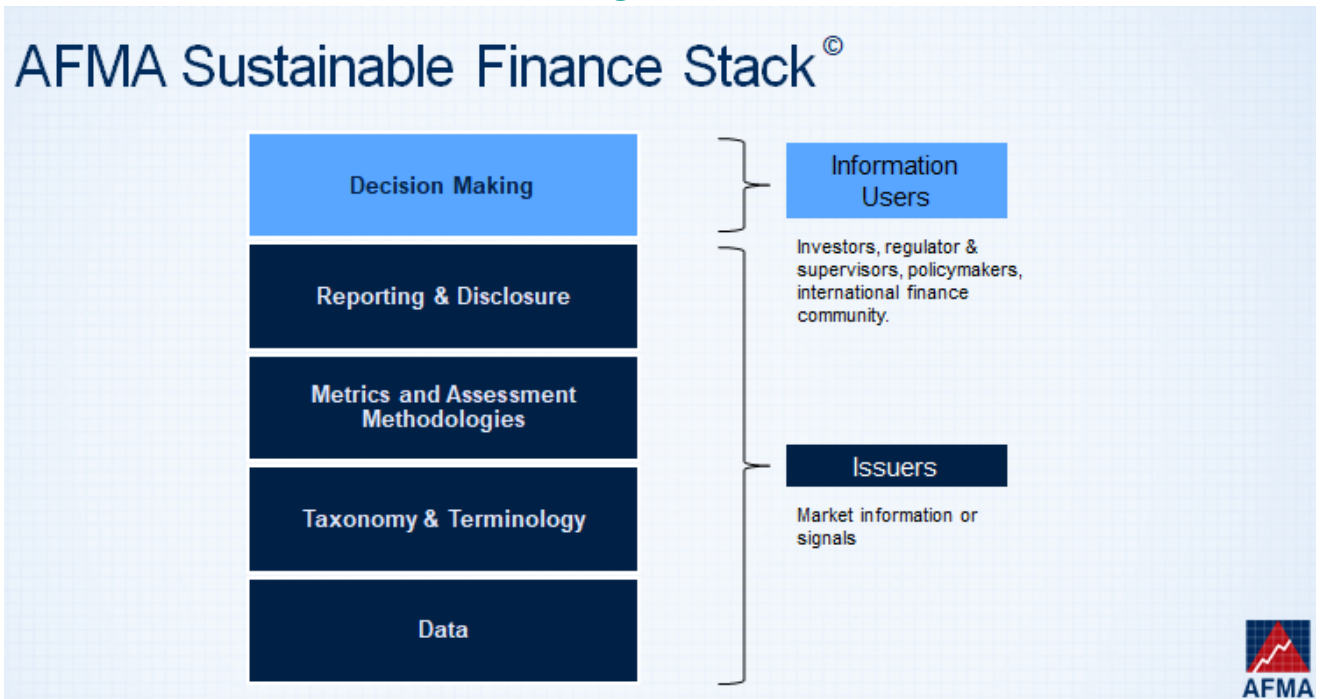 AFMA Sustainable Finance Stack©
Decision Making
Information
Users
Investors, regulator &
supervisors, policymakers,
international finance
community.
Reporting & Disclosure
Metrics and Assessment
Methodologies
Issuers
Market information or
signals
Taxonomy & Terminology
Data
AFMA